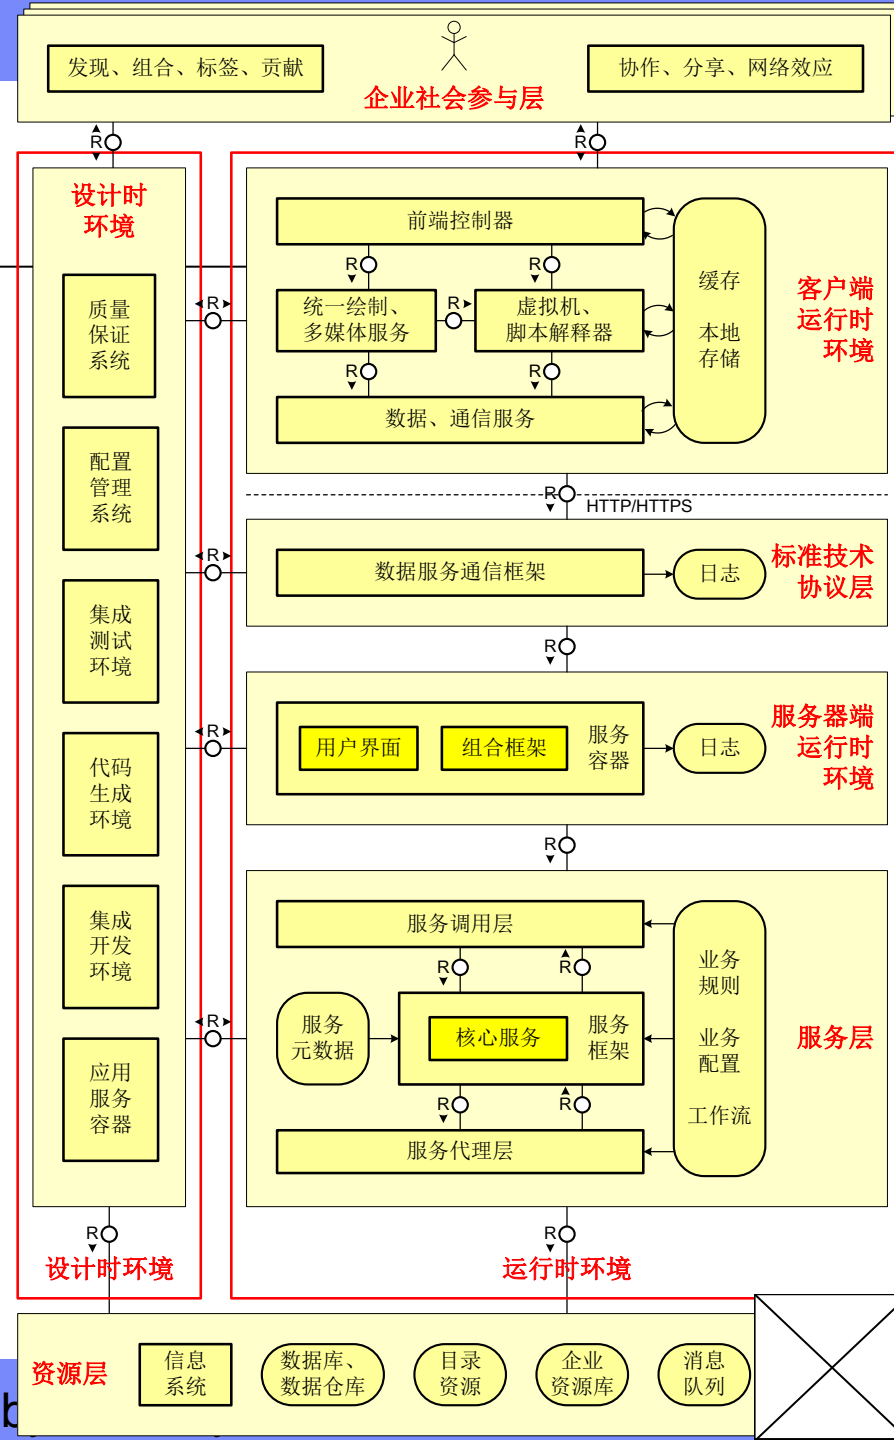 发现、组合、标签、贡献
协作、分享、网络效应
企业社会参与层
R
R
设计时
环境
质量
保证
系统
配置
管理
系统
集成
测试
环境
代码
生成
环境
集成
开发
环境
应用
服务
容器
R
R
R
R
前端控制器
R
R
统一绘制、
多媒体服务
R
虚拟机、
脚本解释器
R
R
数据、通信服务
缓存
本地
存储
客户端
运行时
环境
R
HTTP/HTTPS
数据服务通信框架
日志
标准技术
协议层
R
用户界面
组合框架
服务
容器
日志
服务器端
运行时
环境
R
服务调用层
R
R
服务
元数据
核心服务
服务
框架
R
R
服务代理层
业务
规则
业务
配置
工作流
服务层
R
R
设计时环境
运行时环境
资源层
信息
系统
数据库、
数据仓库
目录
资源
企业
资源库
消息
队列